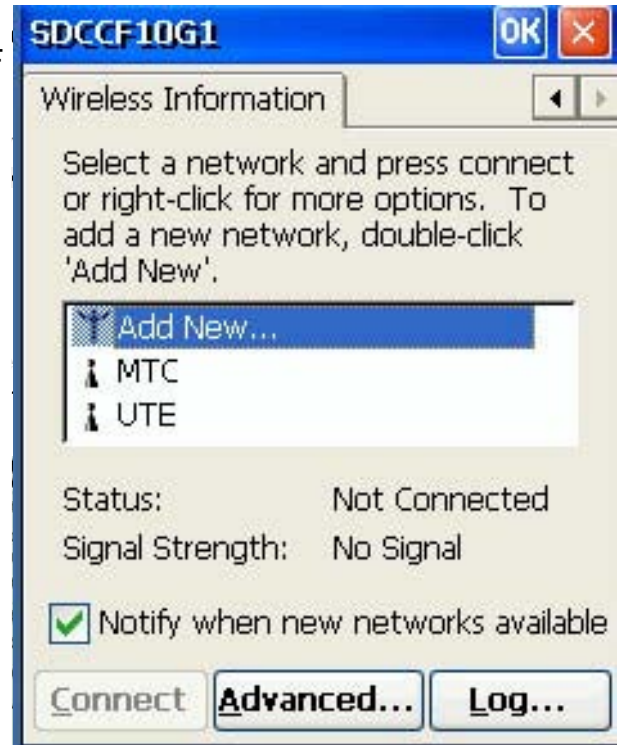 SDCCF10G1
OK
Wireless Information
Select a network and press connect
or right-click for more options. To
add a new network, double-click
'Add New'.
Add New...
MTC
UTE
Status: Not Connected
Signal Strength: No Signal
Notify when new networks available
Connect Advanced... Log...